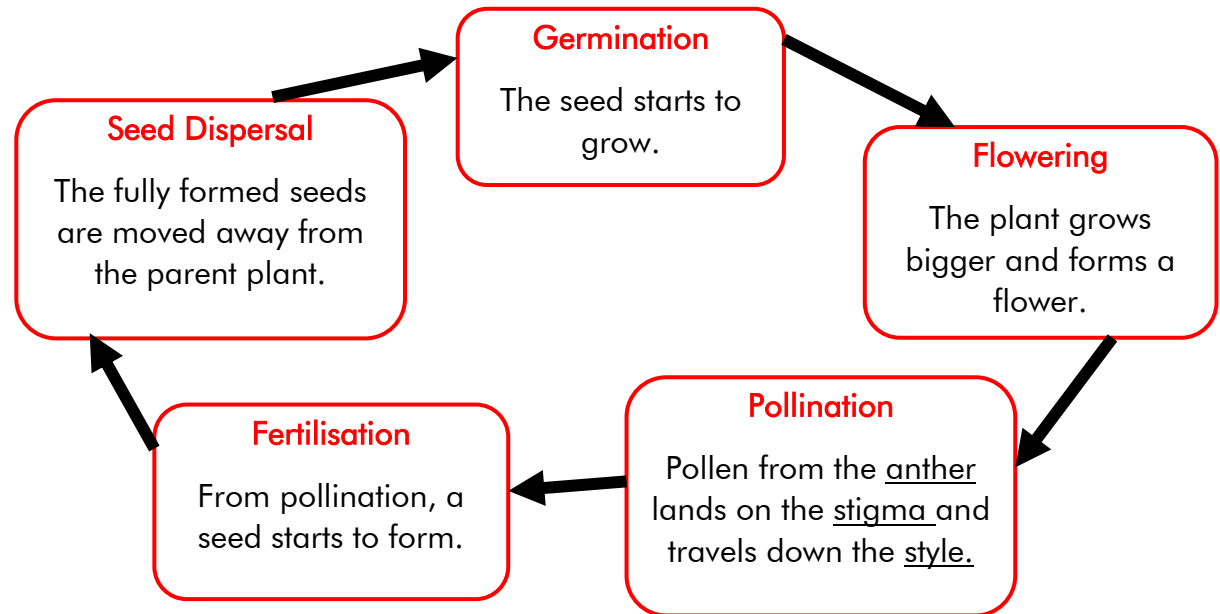 Germination
The seed starts to
grow.
Flowering
The plant grows
bigger and forms a
flower.
Pollination
Pollen from the anther
lands on the stigma and
travels down the style.
Fertilisation
From pollination, a
seed starts to form.
Seed Dispersal
The fully formed seeds
are moved away from
the parent plant.